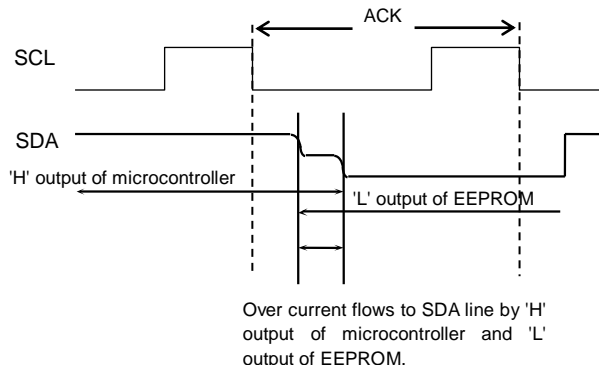 ACK
SCL
SDA
'H' output of microcontroller
'L' output of EEPROM
Over current flows to SDA line by 'H'
output of microcontroller and 'L'
output of EEPROM.